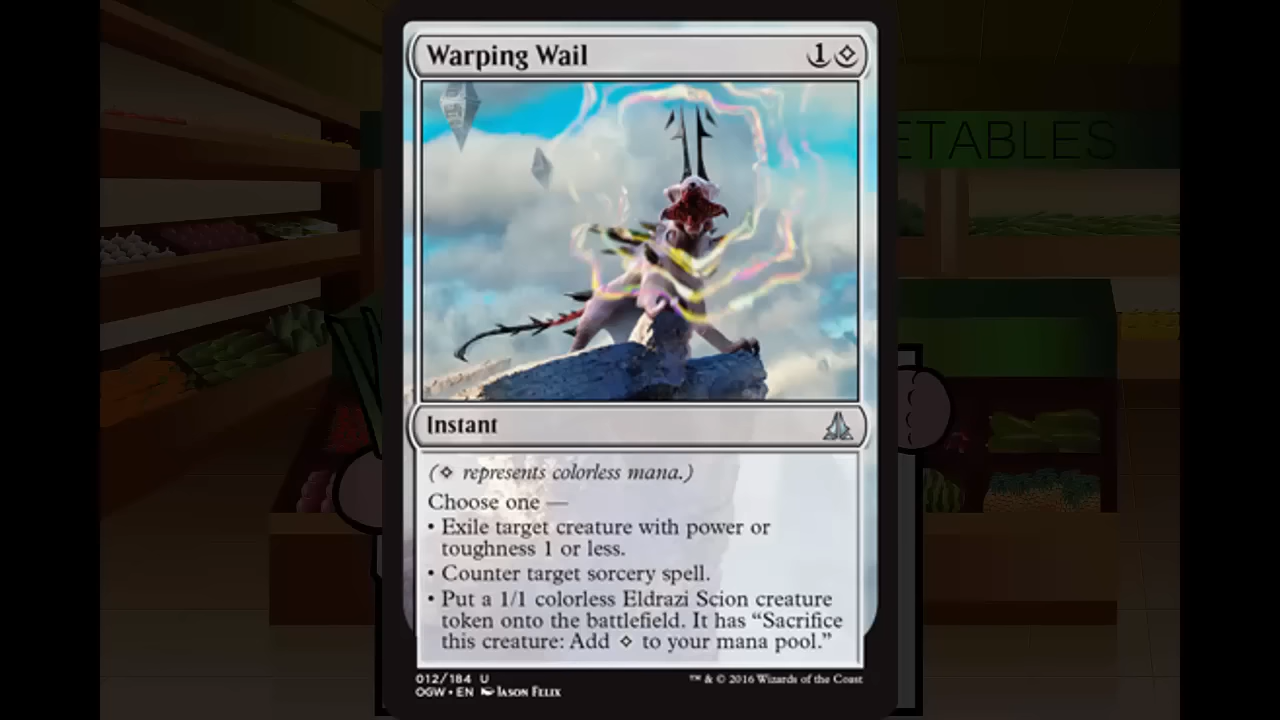 Warping Wail 1◇
ETABLES
Instant
(◇ represents colorless mana.)
Choose one —
• Exile target creature with power or
toughness 1 or less.
• Counter target sorcery spell.
• Put a 1/1 colorless Eldrazi Scion creature
token onto the battlefield. It has “Sacrifice
this creature: Add ◇ to your mana pool.”
012/184 U
OGW • EN Jason Felix
™ & © 2016 Wizards of the Coast